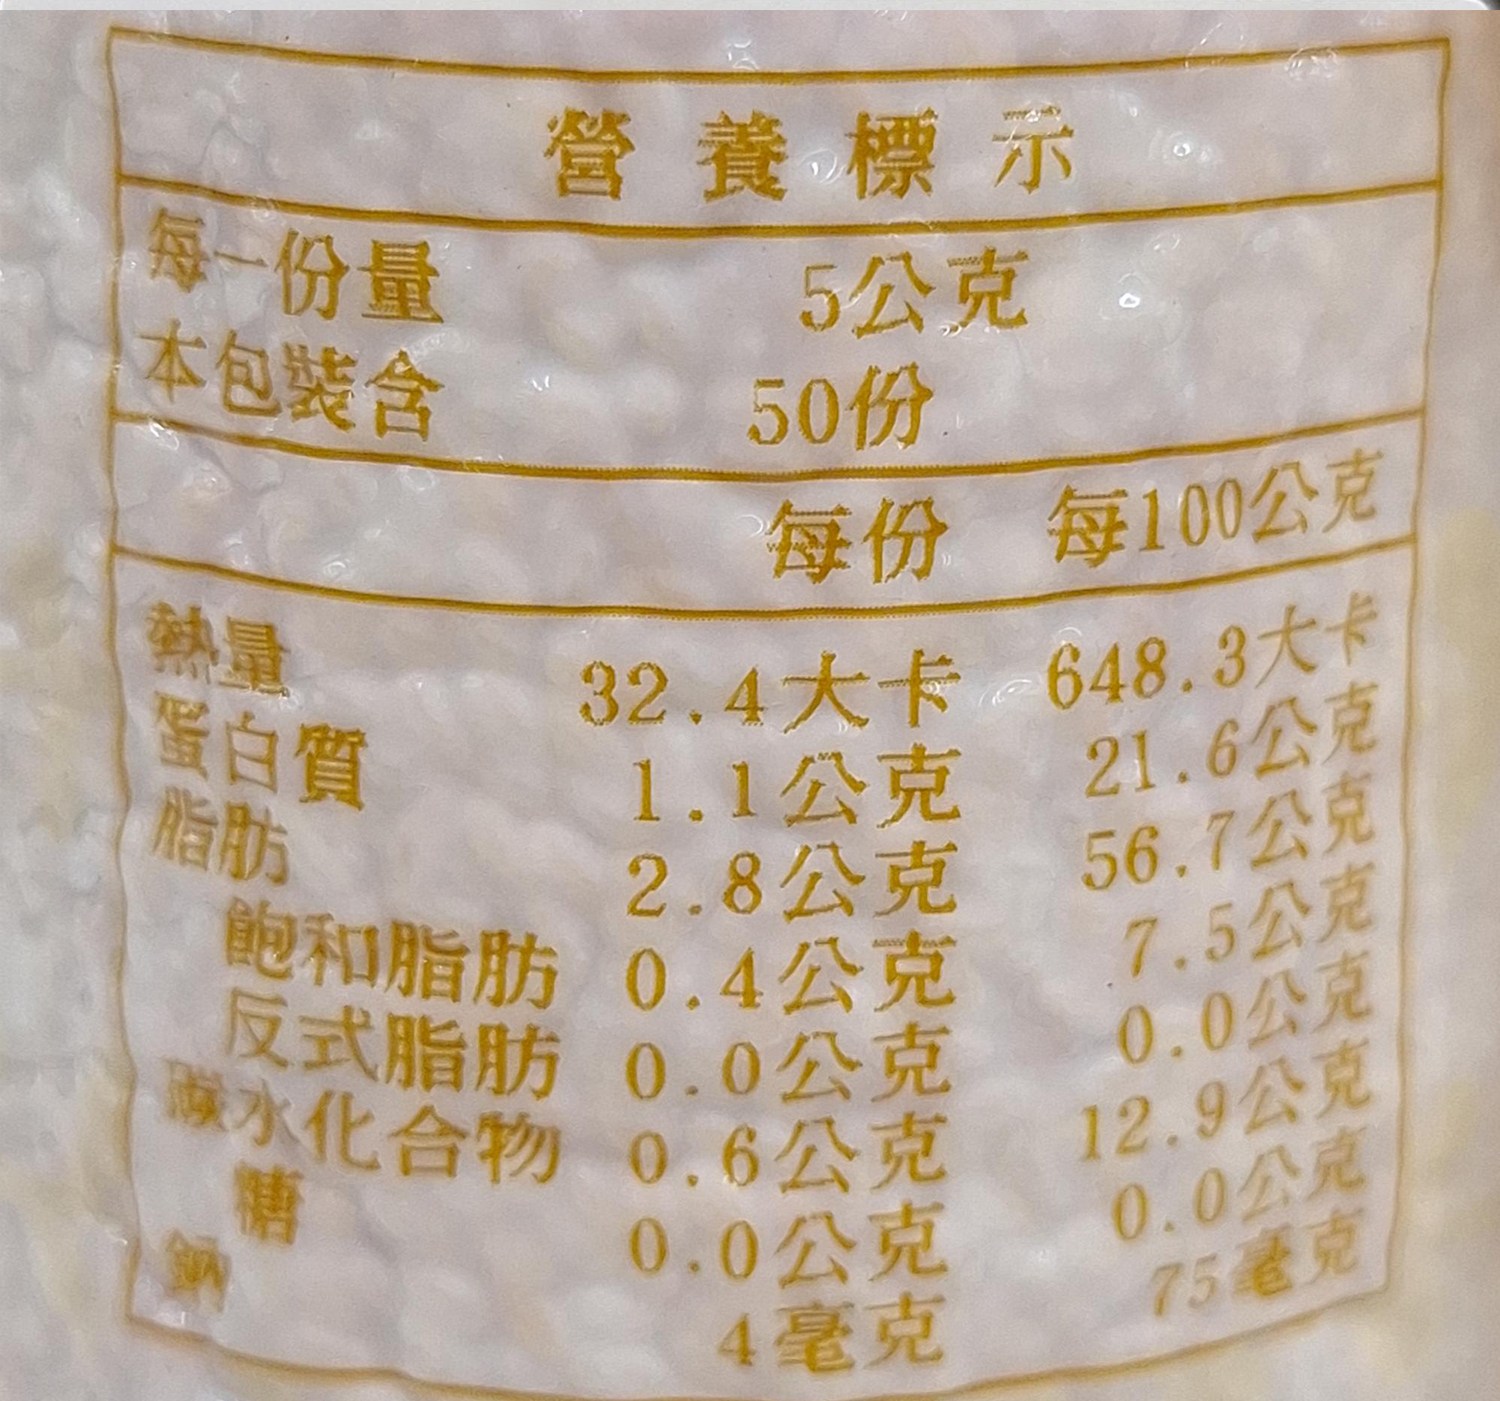 營養標示
每一份量 5公克
本包裝含 50份
每份 每100公克
熱量 32.4大卡 648.3大卡
蛋白質 1.1公克 21.6公克
脂肪 2.8公克 56.7公克
飽和脂肪 0.4公克 7.5公克
反式脂肪 0.0公克 0.0公克
碳水化合物 0.6公克 12.9公克
糖 0.0公克 0.0公克
鈉 4毫克 75毫克